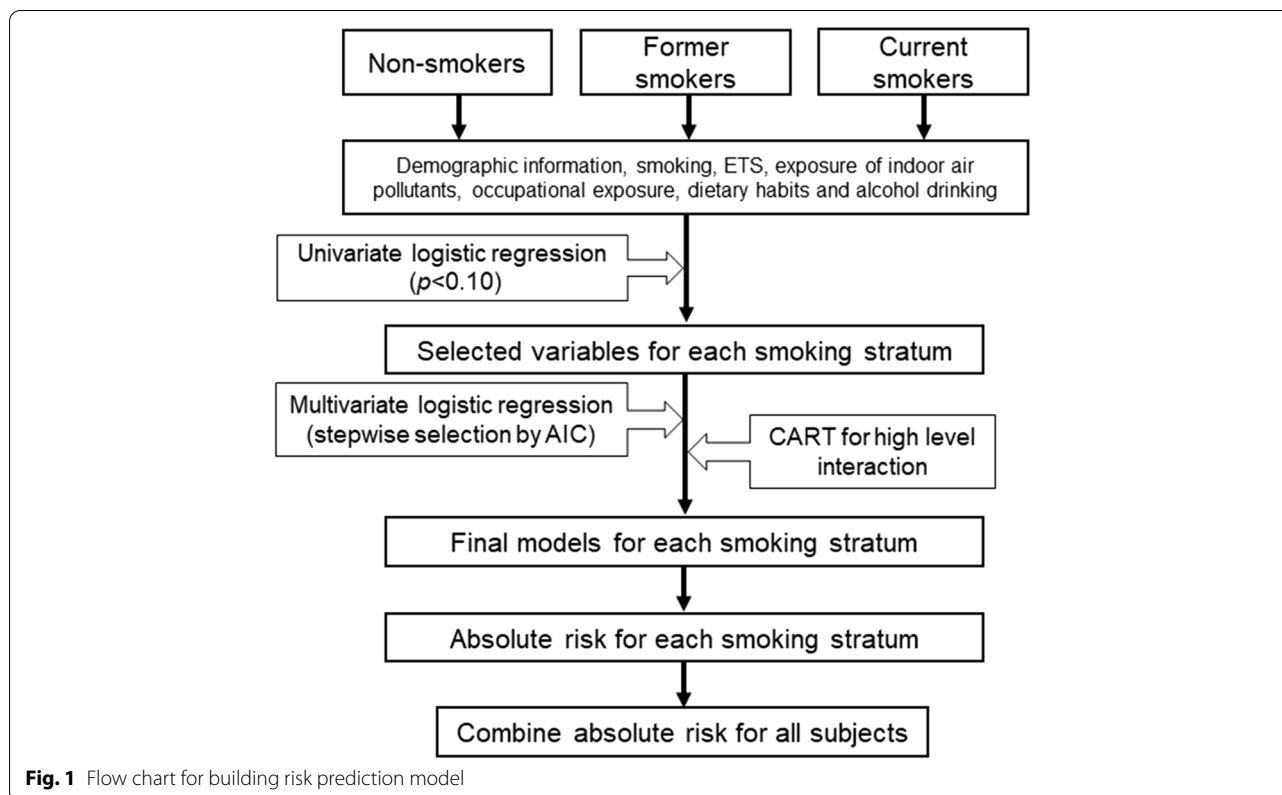 Non-smokers
Former
smokers
Current
smokers
Demographic information, smoking, ETS, exposure of indoor air
pollutants, occupational exposure, dietary habits and alcohol drinking
Univariate logistic regression
(p<0.10)
Selected variables for each smoking stratum
Multivariate logistic regression
(stepwise selection by AIC)
CART for high level
interaction
Final models for each smoking stratum
Absolute risk for each smoking stratum
Combine absolute risk for all subjects
Fig. 1 Flow chart for building risk prediction model